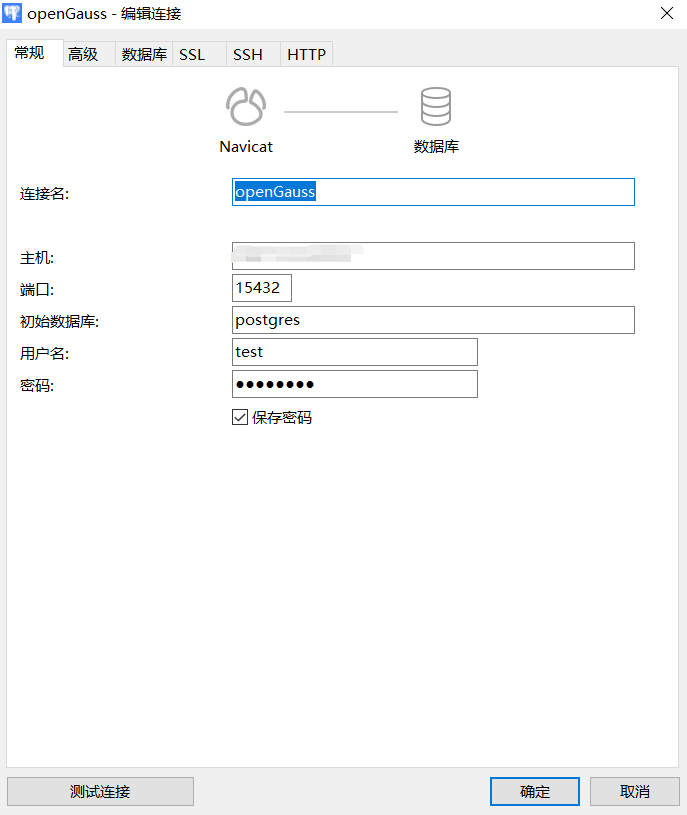 openGauss - 编辑连接
常规 高级 数据库 SSL SSH HTTP
Navicat 数据库
连接名: openGauss
主机:
端口: 15432
初始数据库: postgres
用户名: test
密码: ●●●●●●●●
保存密码
测试连接 确定 取消